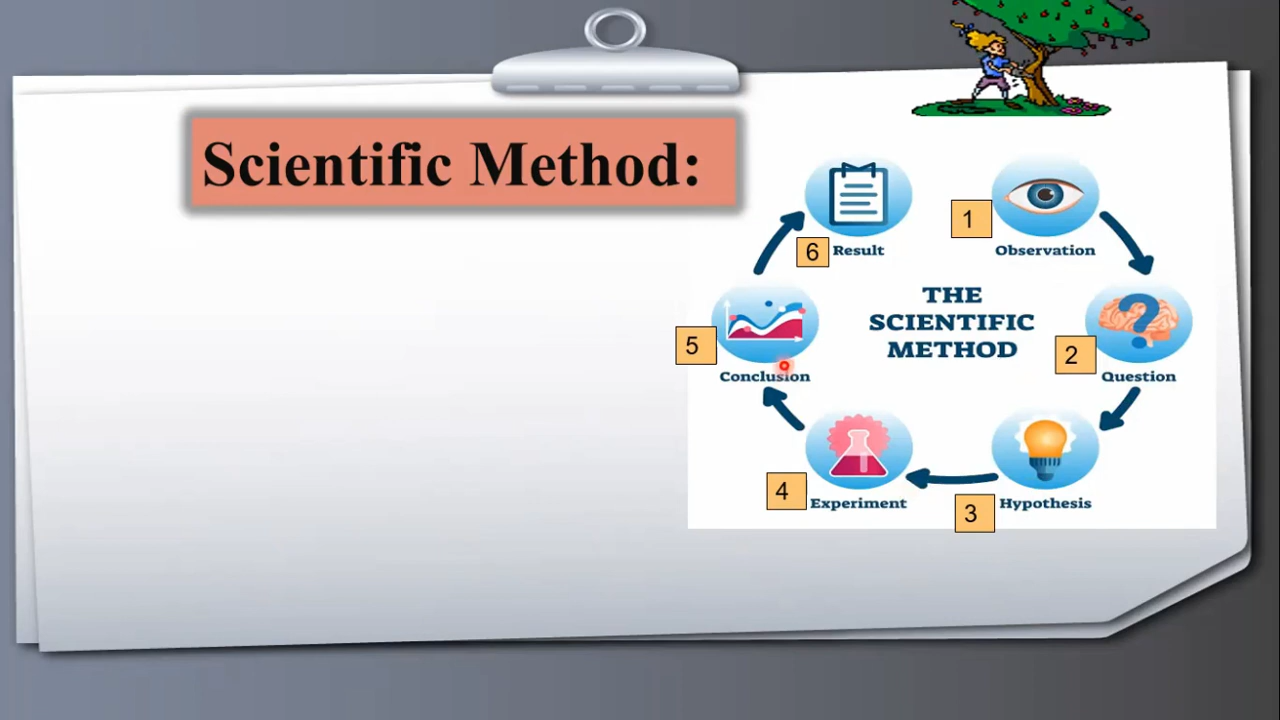 Scientific Method:
1
Observation
2
Question
3
Hypothesis
4
Experiment
5
Conclusion
6
Result
THE
SCIENTIFIC
METHOD